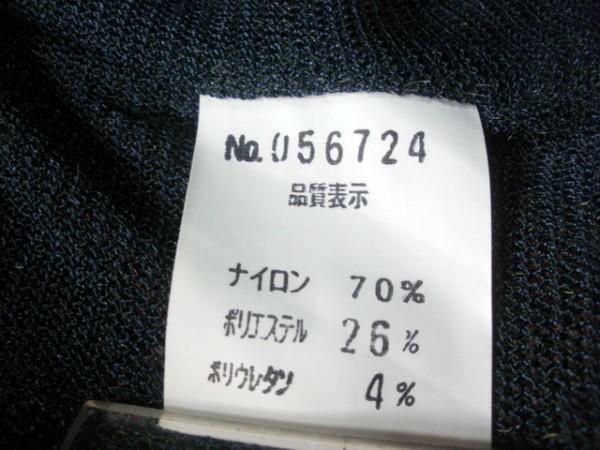 No.056724
品質表示
ナイロン 70%
ポリエステル 26%
ポリウレタン 4%